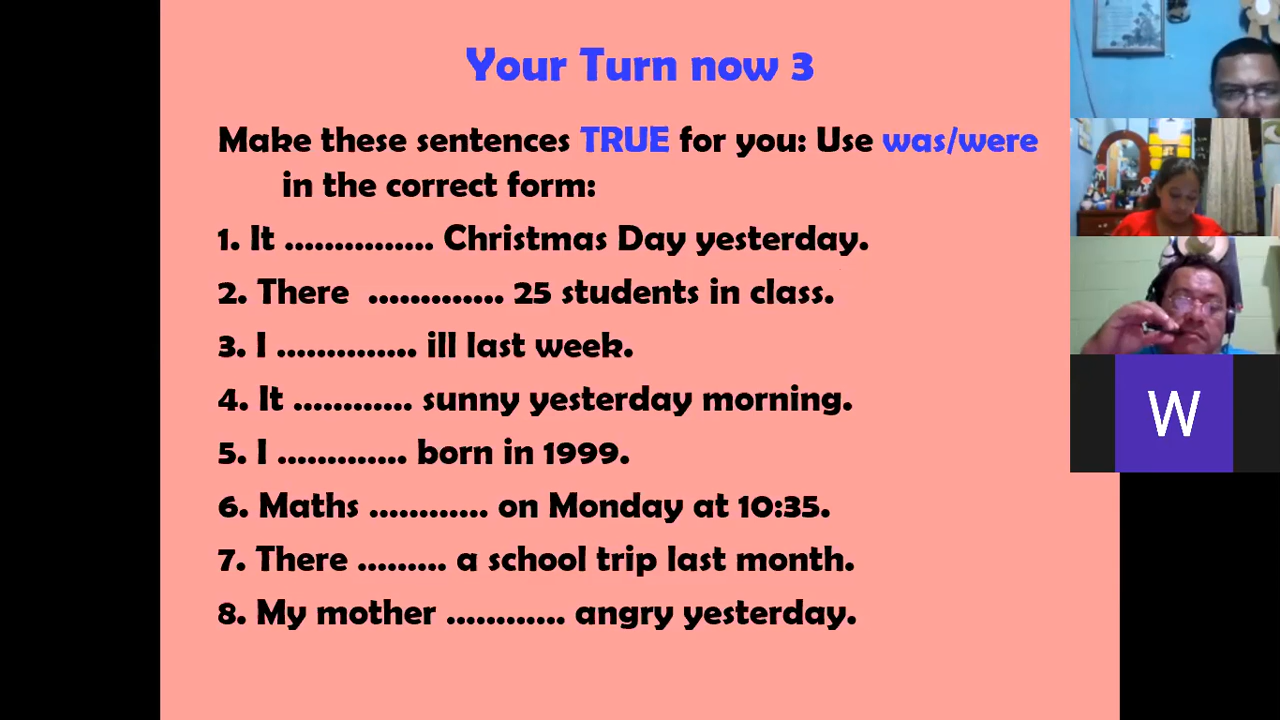 Your Turn now 3
Make these sentences TRUE for you: Use was/were
in the correct form:
1. It ............... Christmas Day yesterday.
2. There ............. 25 students in class.
3. I .............. ill last week.
4. It ............ sunny yesterday morning.
5. I ............. born in 1999.
6. Maths ............ on Monday at 10:35.
7. There ......... a school trip last month.
8. My mother ............ angry yesterday.
W